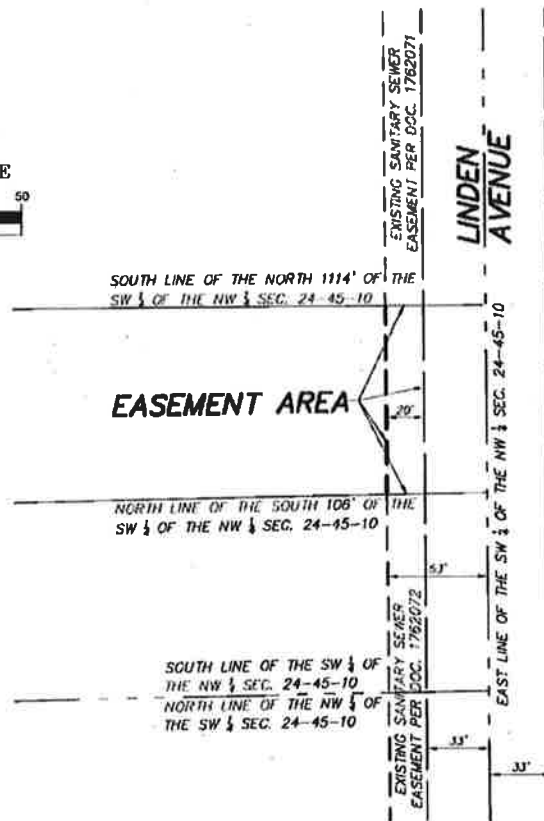 E
50
EXISTING SANITARY SEWER
EASEMENT PER DOC. 1762071
LINDEN
AVENUE
SOUTH LINE OF THE NORTH 1114' OF THE
SW ¼ OF THE NW ¼ SEC. 24-45-10
EASEMENT AREA
20'
EAST LINE OF THE SW ¼ OF THE NW ¼ SEC. 24-45-10
NORTH LINE OF THE SOUTH 106' OF THE
SW ¼ OF THE NW ¼ SEC. 24-45-10
53'
EXISTING SANITARY SEWER
EASEMENT PER DOC. 1762072
SOUTH LINE OF THE SW ¼ OF
THE NW ¼ SEC. 24-45-10
NORTH LINE OF THE NW ¼ OF
THE SW ¼ SEC. 24-45-10
33'
33'